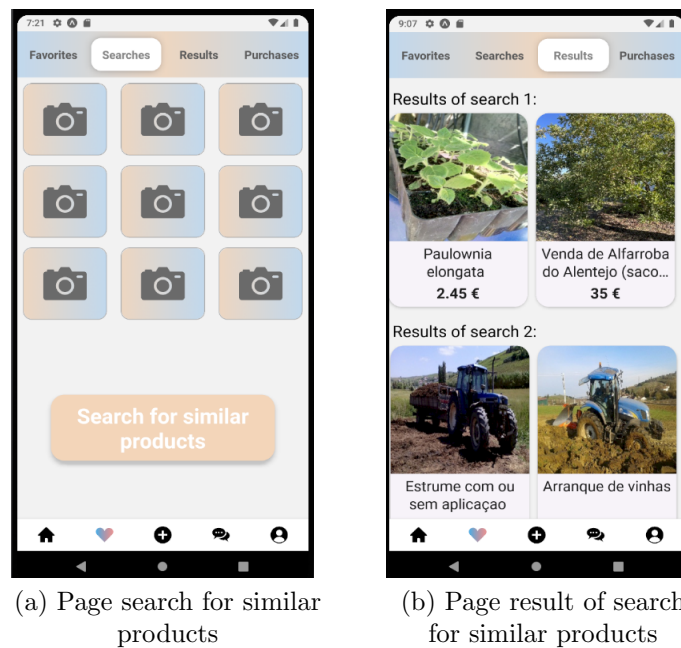 7:21
Favorites Searches Results Purchases
Search for similar
products
(a) Page search for similar
products
9:07
Favorites Searches Results Purchases
Results of search 1:
Paulownia
elongata
2.45 €
Venda de Alfarroba
do Alentejo (saco...
35 €
Results of search 2:
Estrume com ou
sem aplicaçao
Arranque de vinhas
(b) Page result of search
for similar products